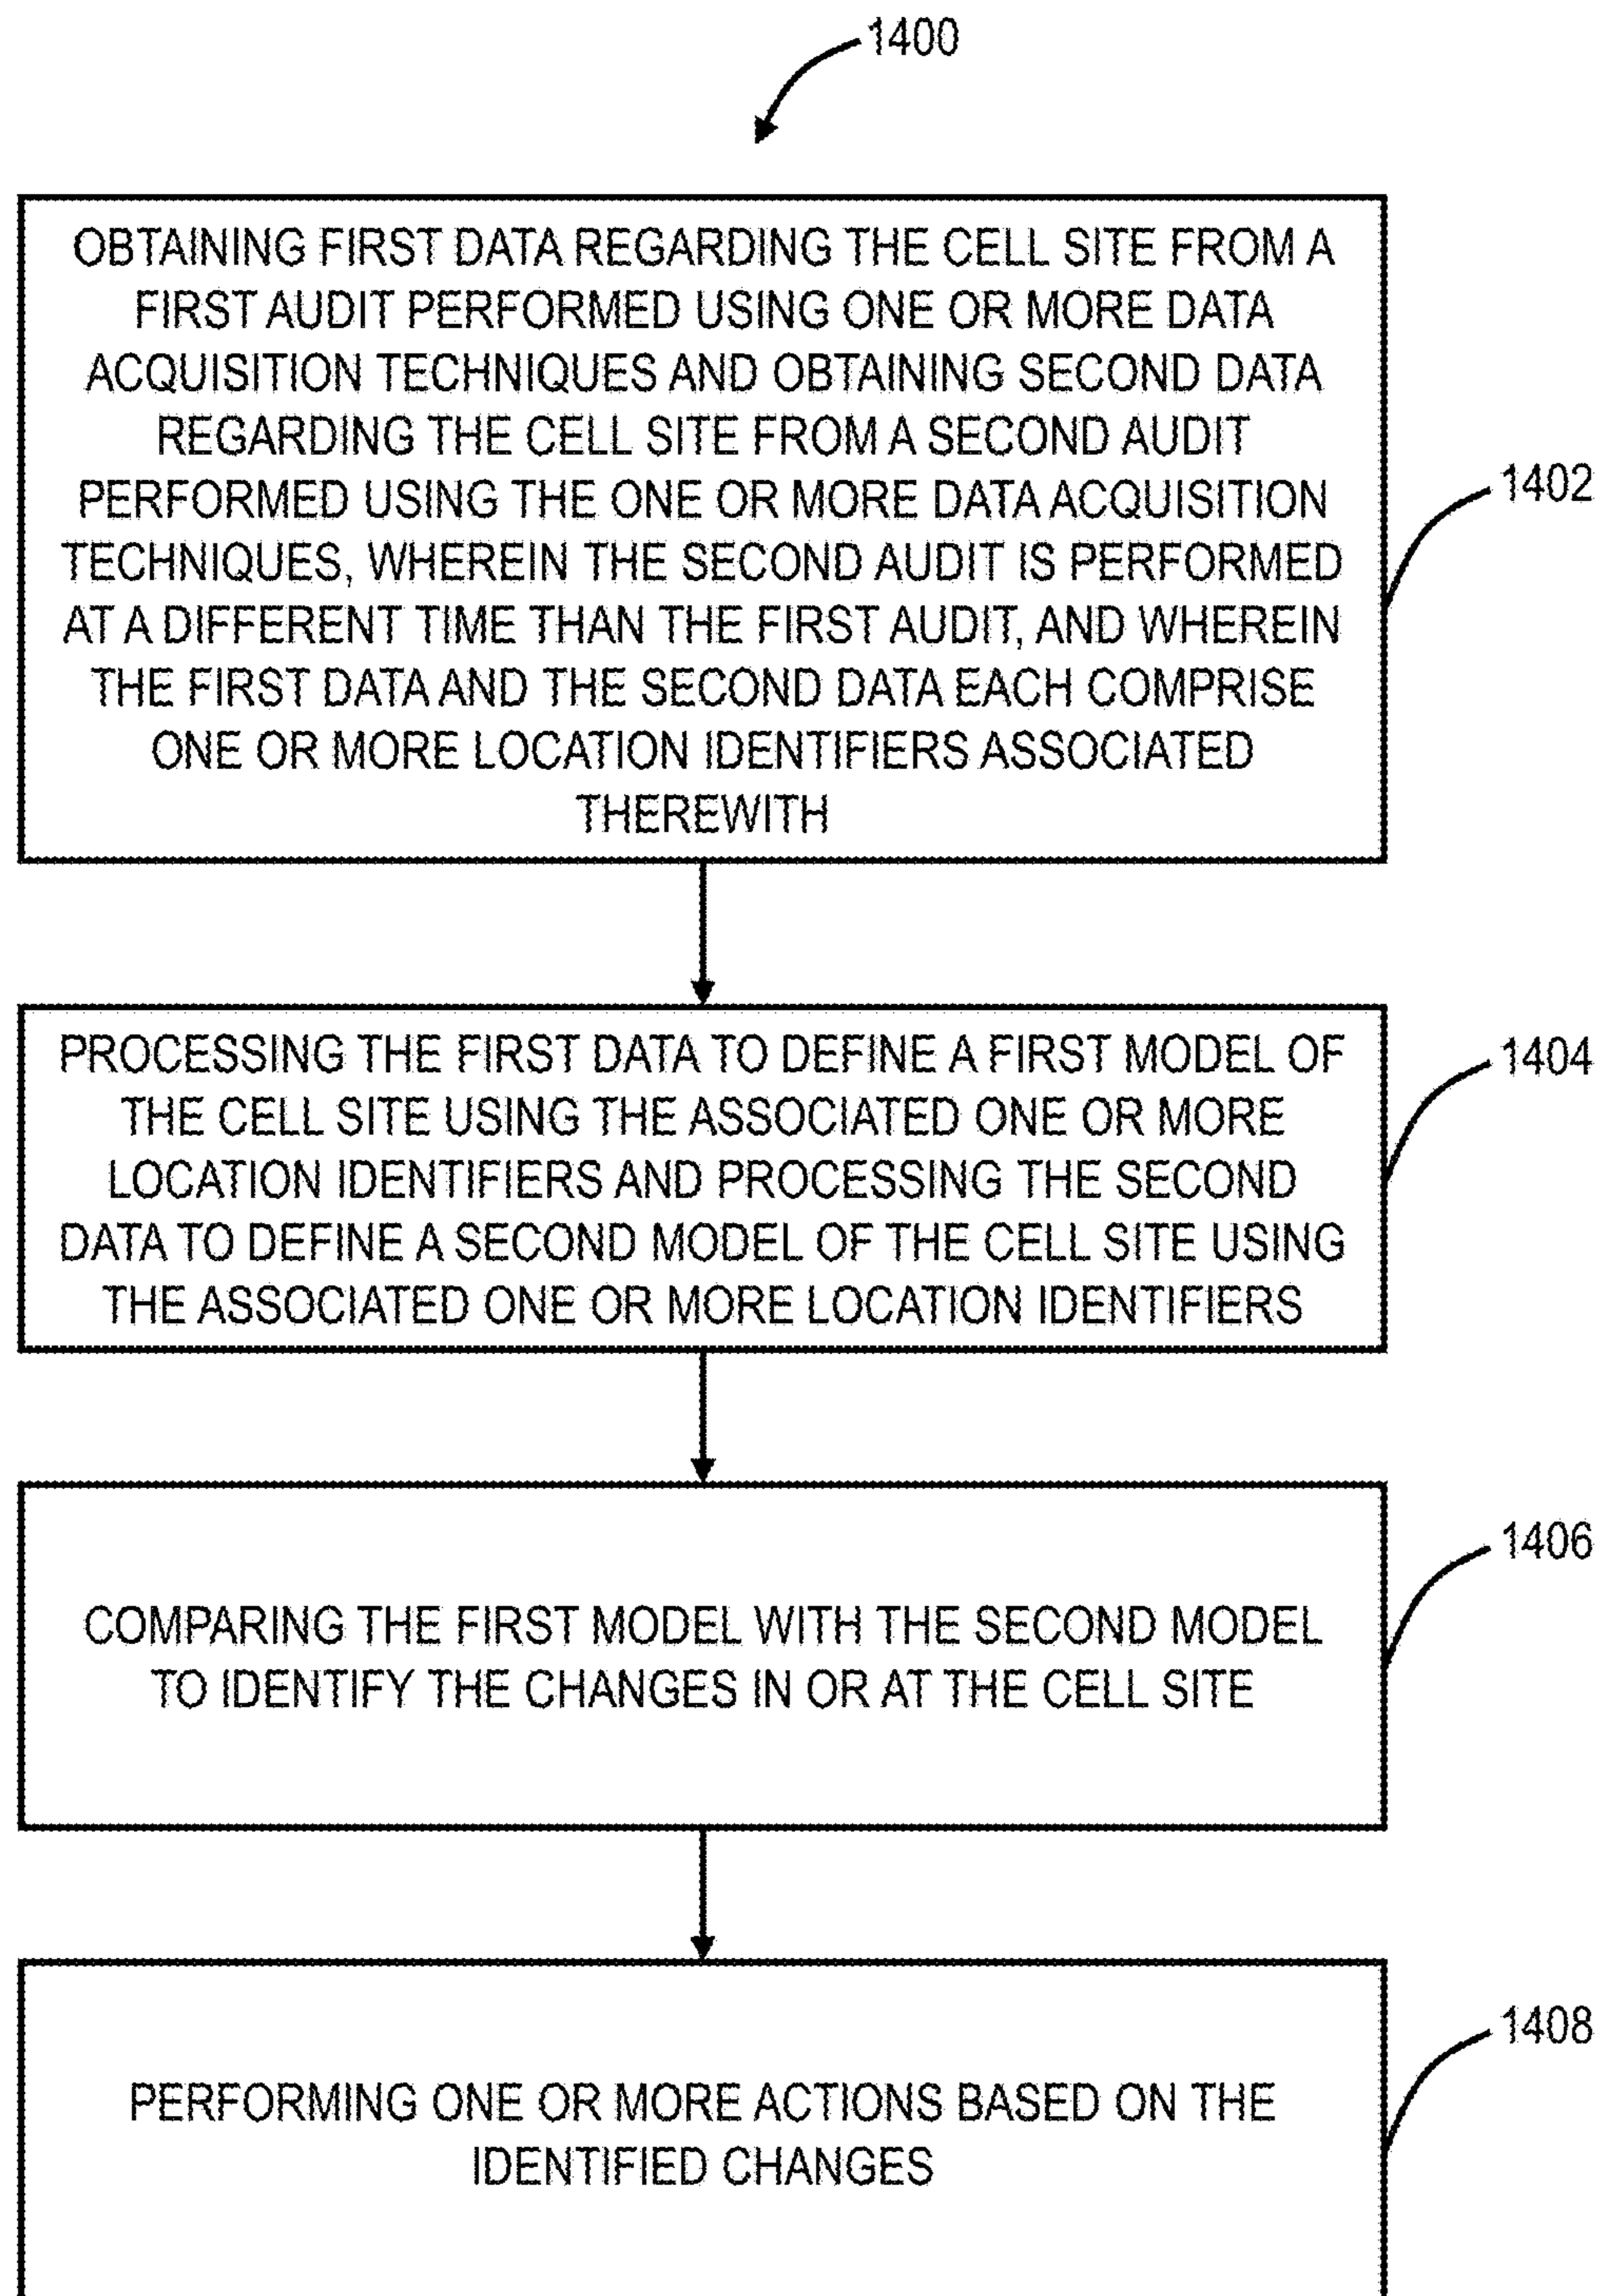 1400
OBTAINING FIRST DATA REGARDING THE CELL SITE FROM A
FIRST AUDIT PERFORMED USING ONE OR MORE DATA
ACQUISITION TECHNIQUES AND OBTAINING SECOND DATA
REGARDING THE CELL SITE FROM A SECOND AUDIT
PERFORMED USING THE ONE OR MORE DATA ACQUISITION
TECHNIQUES, WHEREIN THE SECOND AUDIT IS PERFORMED
AT A DIFFERENT TIME THAN THE FIRST AUDIT, AND WHEREIN
THE FIRST DATA AND THE SECOND DATA EACH COMPRISE
ONE OR MORE LOCATION IDENTIFIERS ASSOCIATED
THEREWITH
1402
PROCESSING THE FIRST DATA TO DEFINE A FIRST MODEL OF
THE CELL SITE USING THE ASSOCIATED ONE OR MORE
LOCATION IDENTIFIERS AND PROCESSING THE SECOND
DATA TO DEFINE A SECOND MODEL OF THE CELL SITE USING
THE ASSOCIATED ONE OR MORE LOCATION IDENTIFIERS
1404
COMPARING THE FIRST MODEL WITH THE SECOND MODEL
TO IDENTIFY THE CHANGES IN OR AT THE CELL SITE
1406
PERFORMING ONE OR MORE ACTIONS BASED ON THE
IDENTIFIED CHANGES
1408